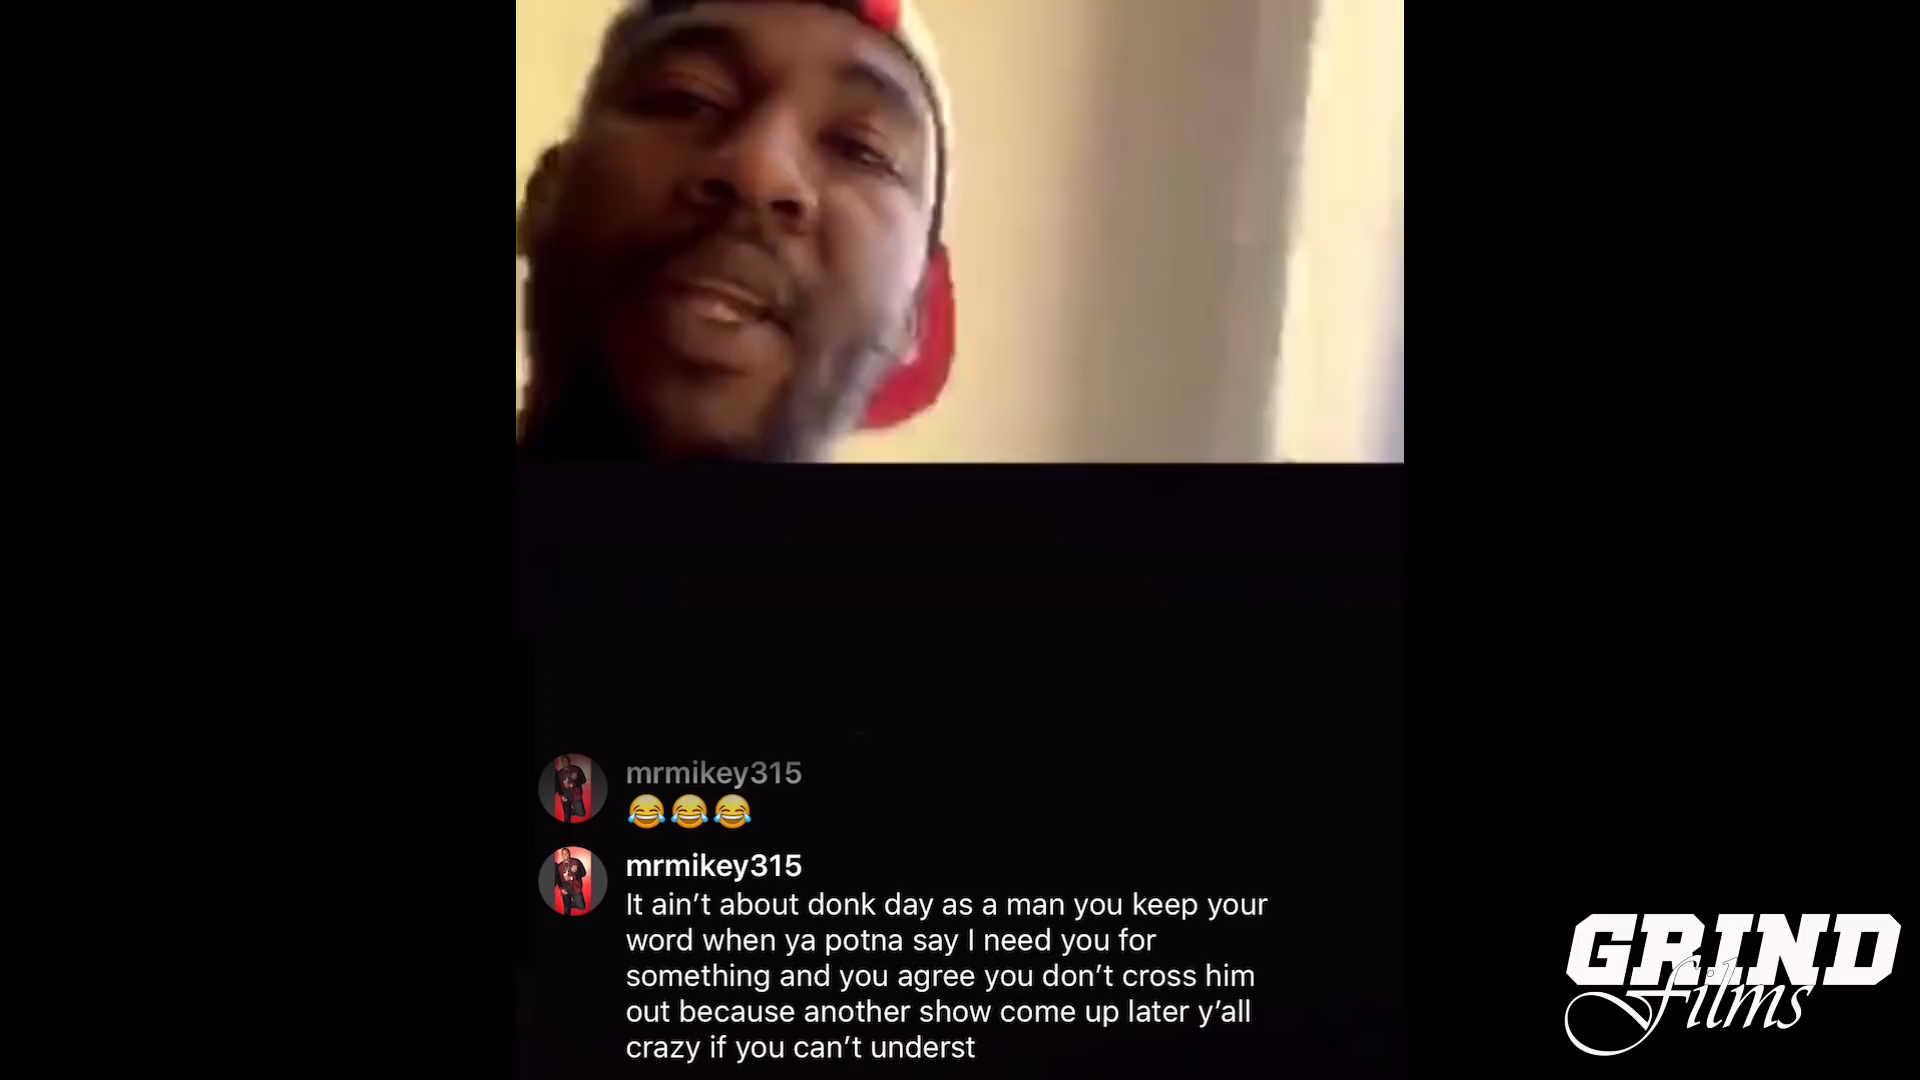 mrmikey315
😂😂😂
mrmikey315
It ain’t about donk day as a man you keep your
word when ya potna say I need you for
something and you agree you don’t cross him
out because another show come up later y’all
crazy if you can’t underst
GRIND
films